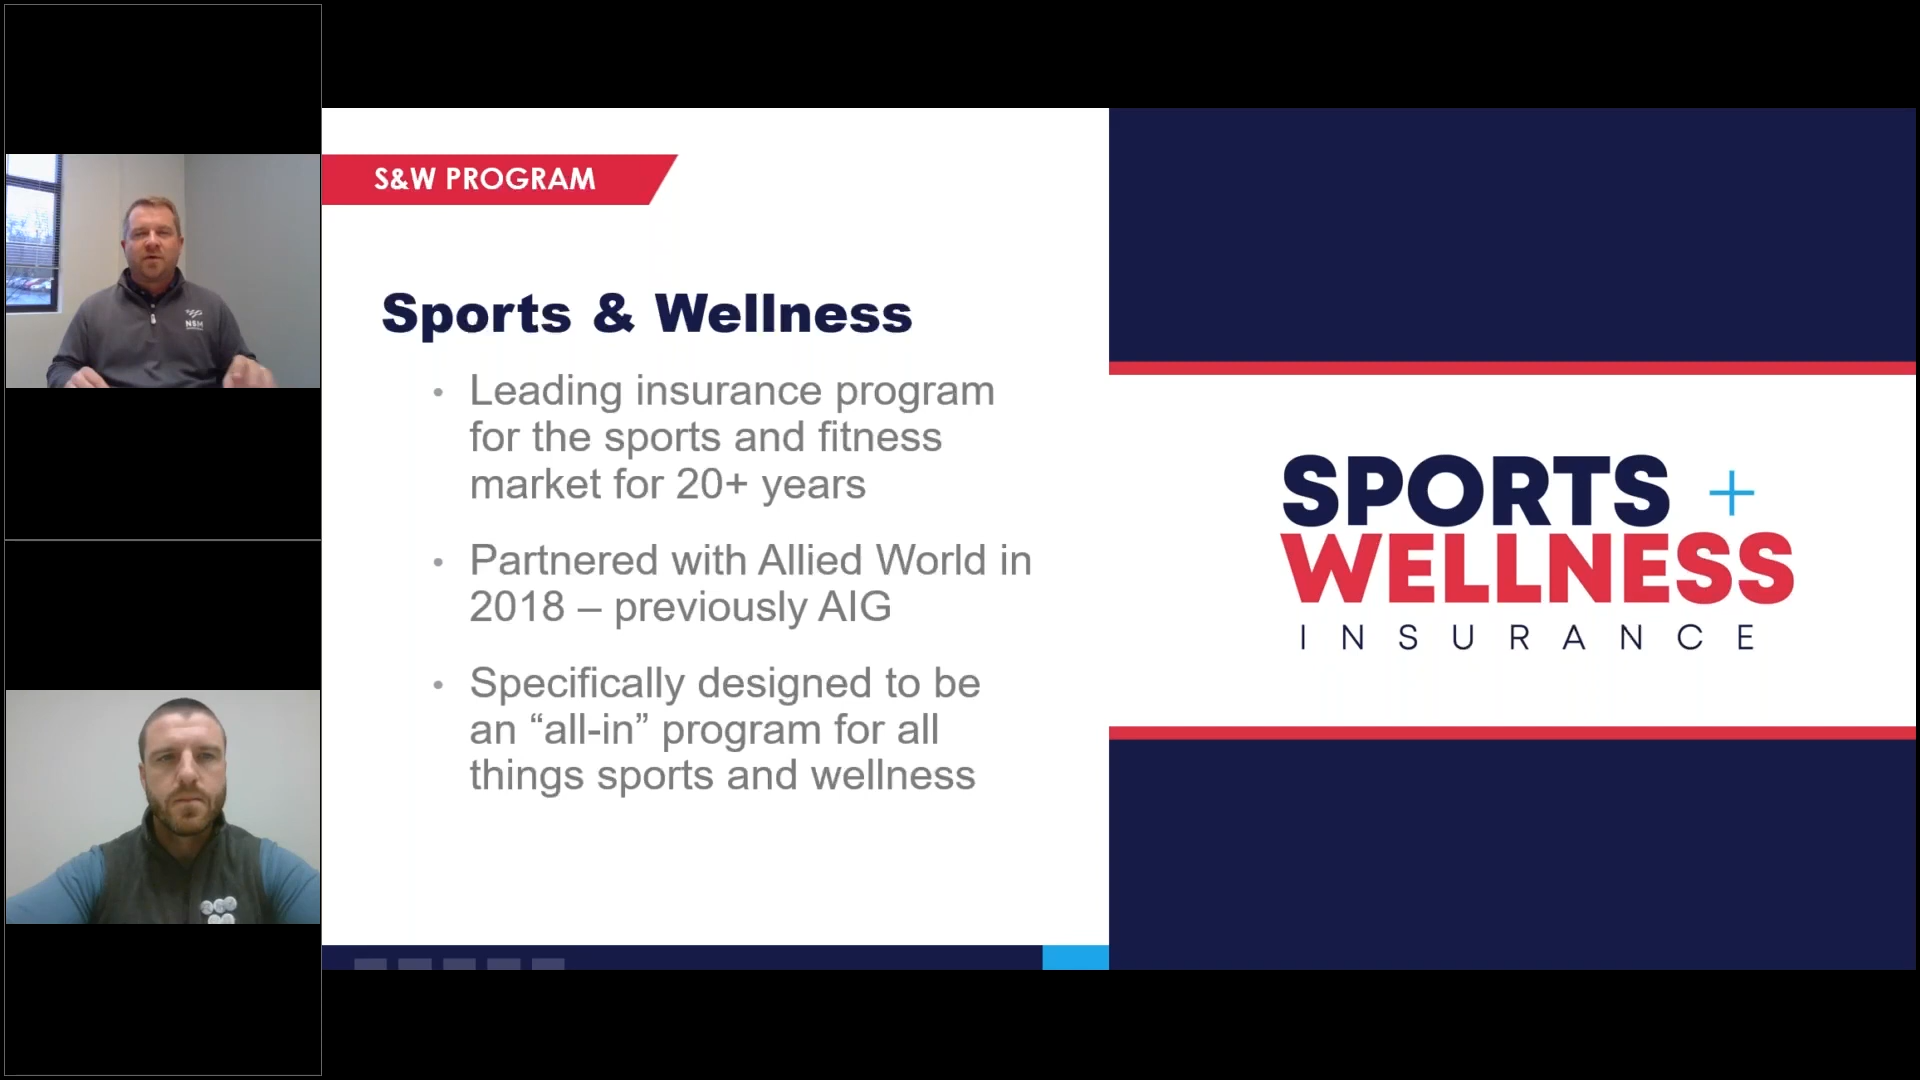 NSM
S&W PROGRAM
Sports & Wellness
• Leading insurance program
for the sports and fitness
market for 20+ years
• Partnered with Allied World in
2018 – previously AIG
• Specifically designed to be
an “all-in” program for all
things sports and wellness
SPORTS +
WELLNESS
INSURANCE